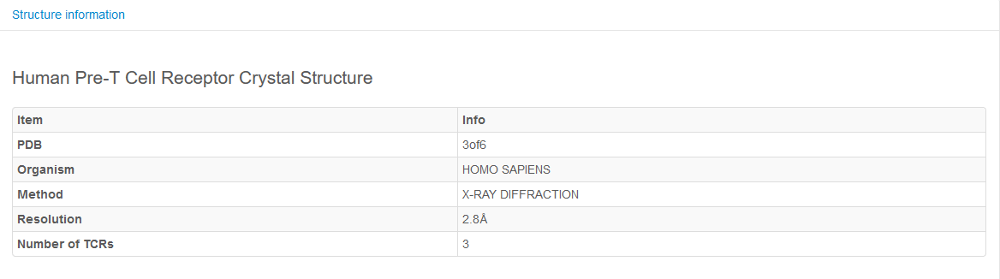 Structure information
Human Pre-T Cell Receptor Crystal Structure
Item Info
PDB 3of6
Organism HOMO SAPIENS
Method X-RAY DIFFRACTION
Resolution 2.8Å
Number of TCRs 3